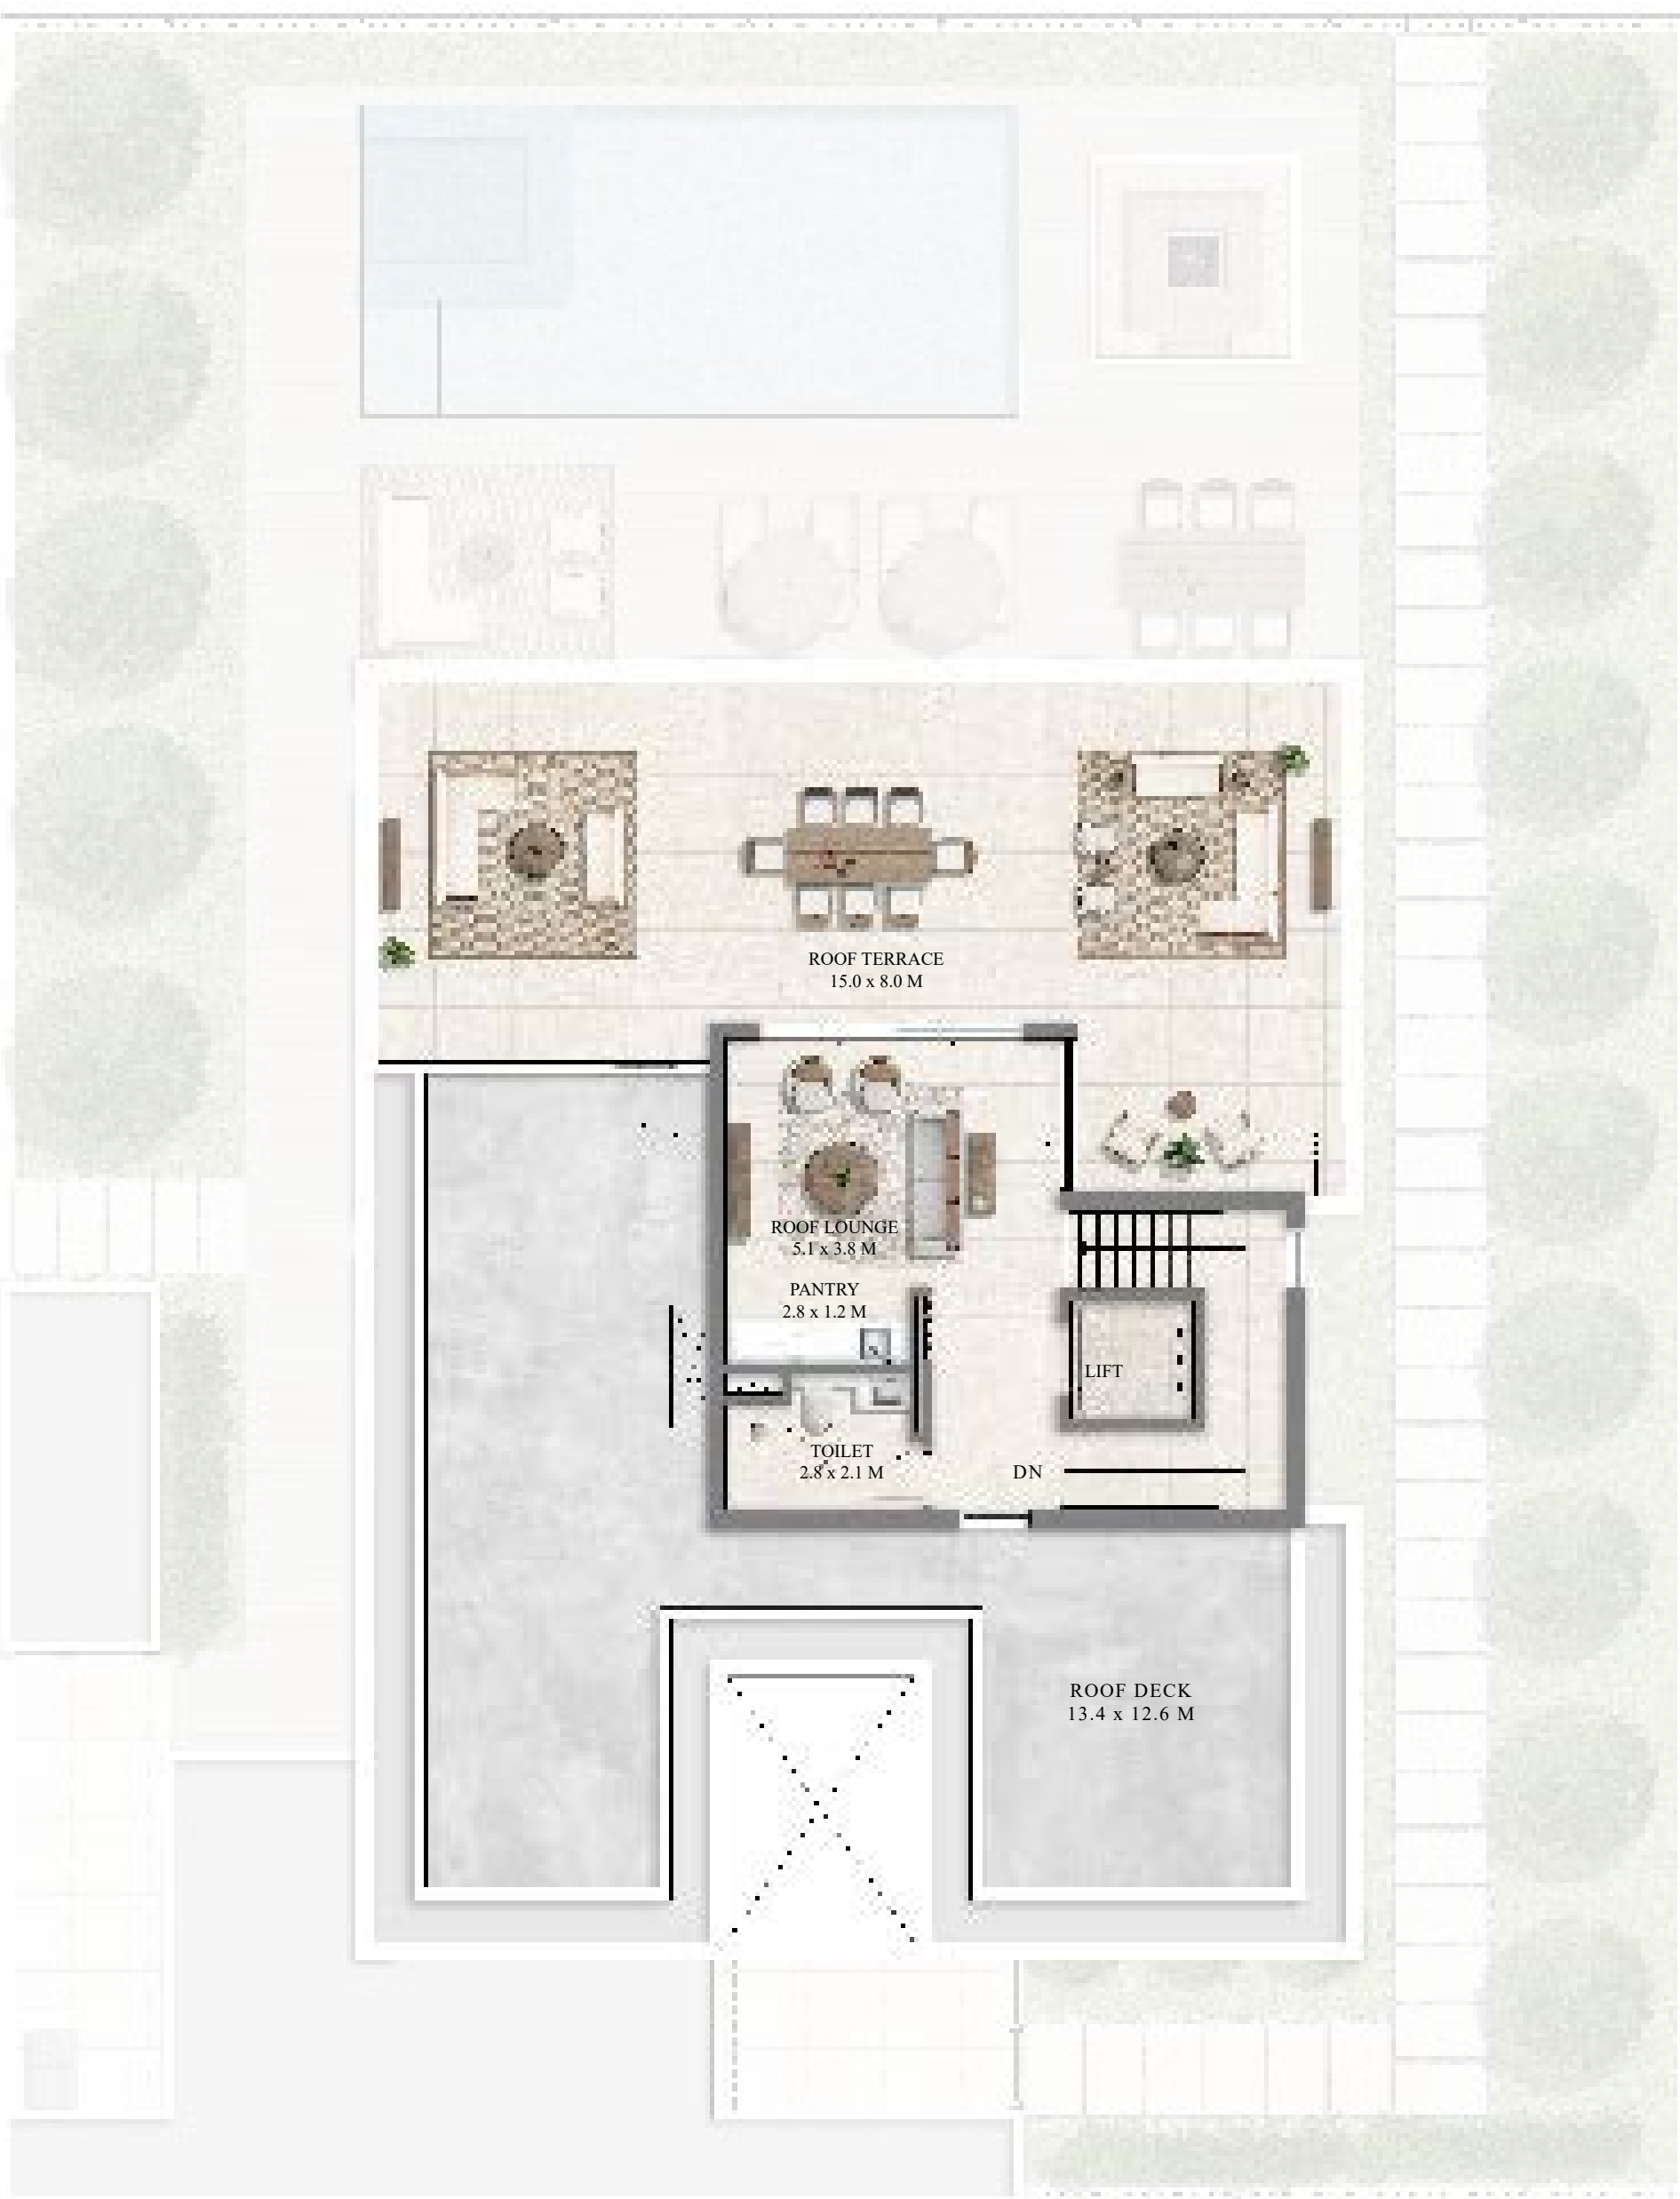 ROOF TERRACE
15.0 x 8.0 M
ROOF LOUNGE
5.1 x 3.8 M
PANTRY
2.8 x 1.2 M
LIFT
TOILET
2.8 x 2.1 M
DN
ROOF DECK
13.4 x 12.6 M